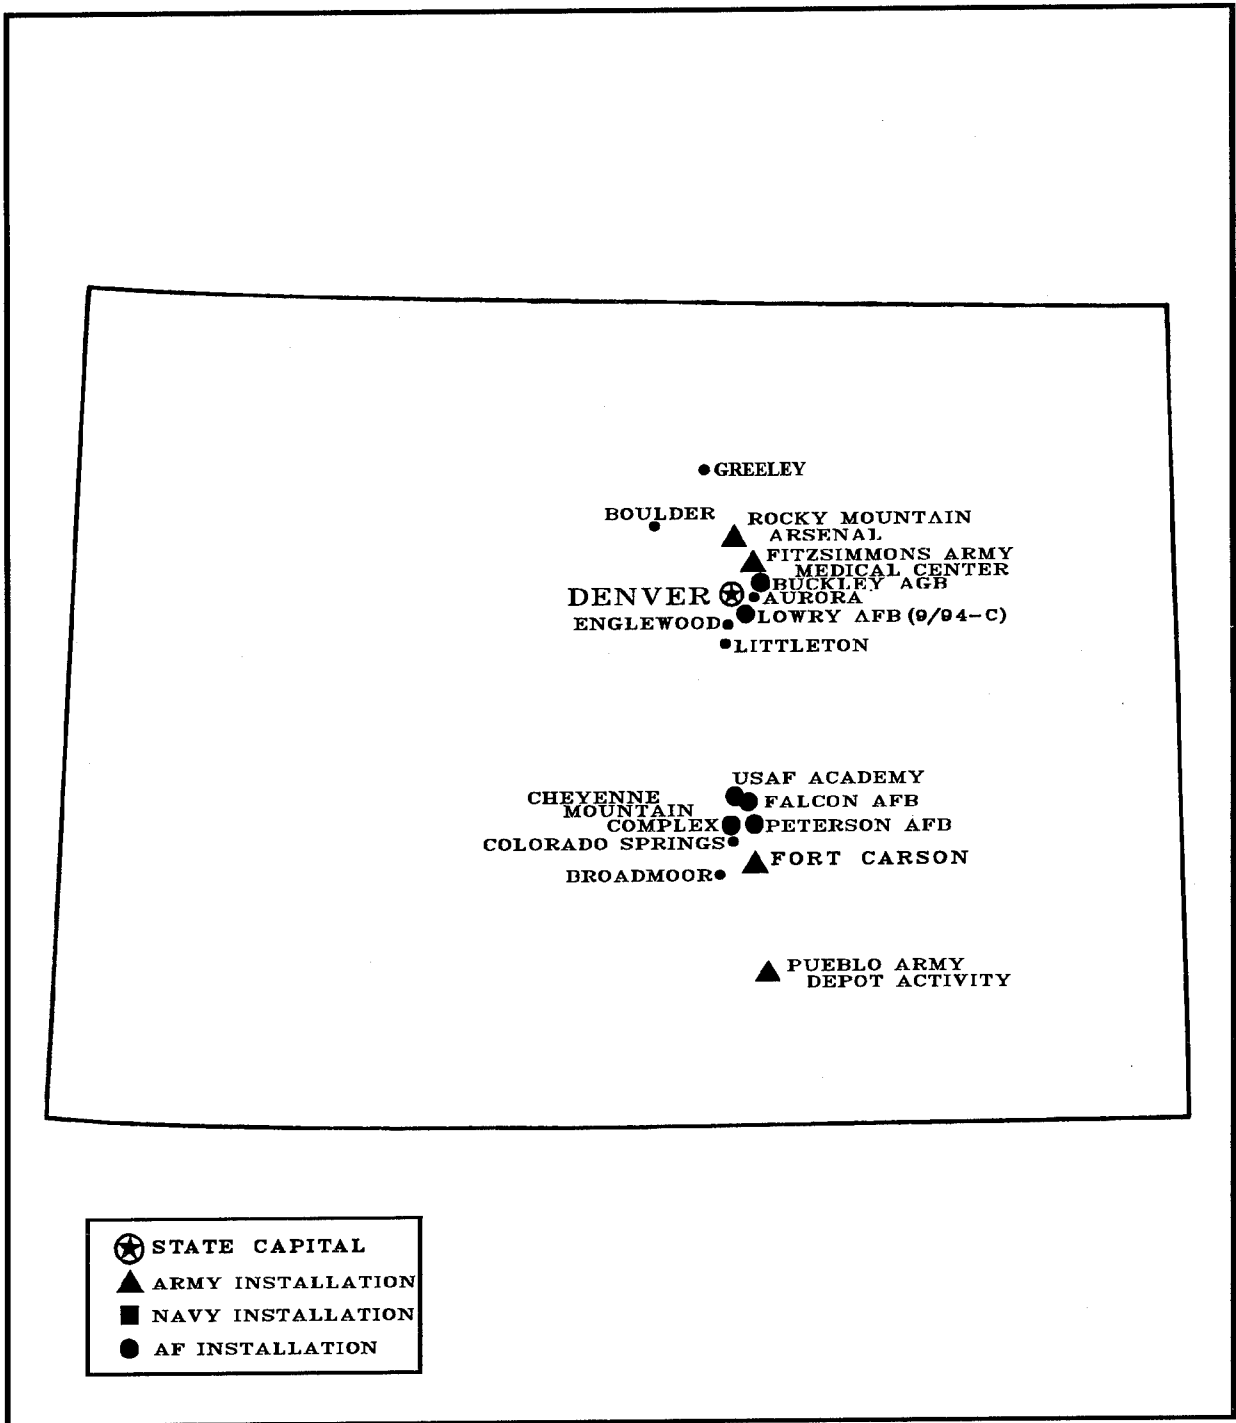 GREELEY
BOULDER
ROCKY MOUNTAIN
ARSENAL
FITZSIMMONS ARMY
MEDICAL CENTER
BUCKLEY AGB
DENVER
AURORA
LOWRY AFB (9/94-C)
ENGLEWOOD
LITTLETON
USAF ACADEMY
CHEYENNE
MOUNTAIN
COMPLEX
FALCON AFB
PETERSON AFB
COLORADO SPRINGS
FORT CARSON
BROADMOOR
PUEBLO ARMY
DEPOT ACTIVITY
STATE CAPITAL
ARMY INSTALLATION
NAVY INSTALLATION
AF INSTALLATION